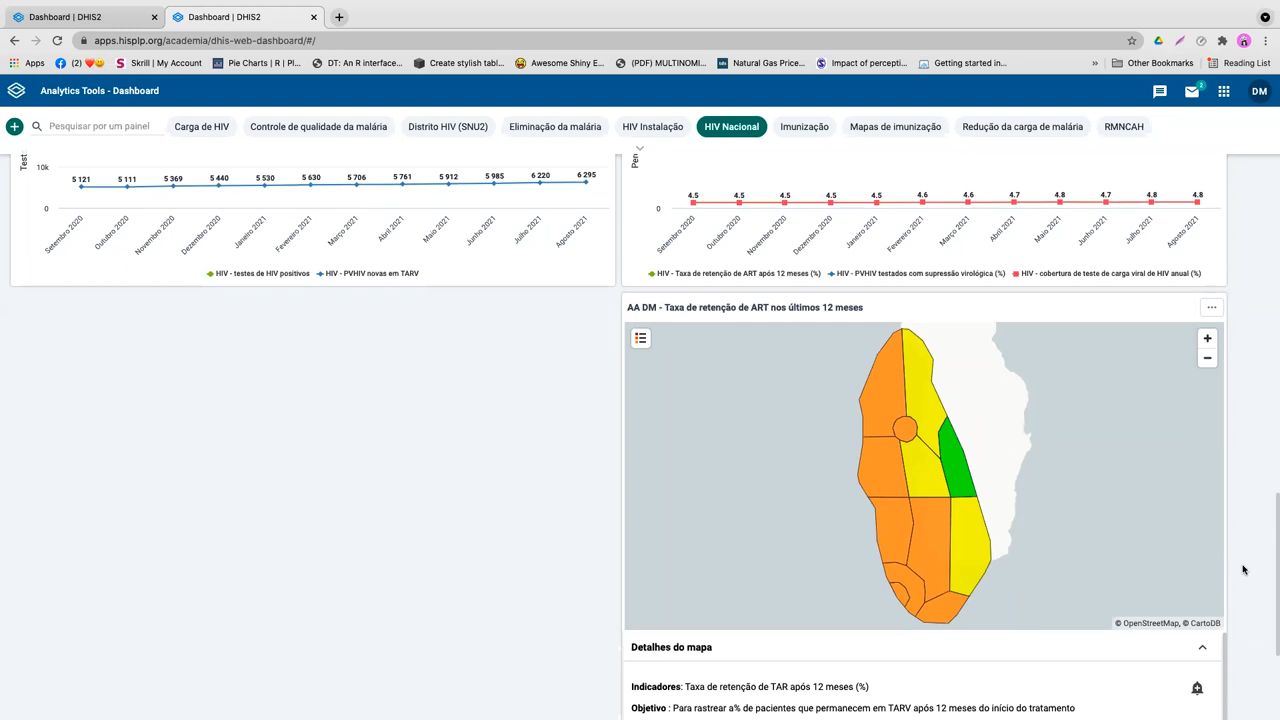 Dashboard | DHIS2
Dashboard | DHIS2
apps.hisplp.org/academia/dhis-web-dashboard/#/
Apps
(2) ❤️😄
Skrill | My Account
Pie Charts | R | Pl...
DT: An R interface...
Create stylish tabl...
Awesome Shiny E...
(PDF) MULTINOMI...
Natural Gas Price...
Impact of percepti...
Getting started in...
»
Other Bookmarks
Reading List
Analytics Tools - Dashboard
2
DM
Pesquisar por um painel
Carga de HIV
Controle de qualidade da malária
Distrito HIV (SNU2)
Eliminação da malária
HIV Instalação
HIV Nacional
Imunização
Mapas de imunização
Redução da carga de malária
RMNCAH
Test
10k
0
5 121
5 111
5 369
5 440
5 530
5 630
5 706
5 761
5 912
5 985
6 220
6 295
Setembro 2020
Outubro 2020
Novembro 2020
Dezembro 2020
Janeiro 2021
Fevereiro 2021
Março 2021
Abril 2021
Maio 2021
Junho 2021
Julho 2021
Agosto 2021
HIV - testes de HIV positivos
HIV - PVHIV novas em TARV
Per
0
4.5
4.5
4.5
4.5
4.5
4.6
4.6
4.7
4.8
4.7
4.8
4.8
Setembro 2020
Outubro 2020
Novembro 2020
Dezembro 2020
Janeiro 2021
Fevereiro 2021
Março 2021
Abril 2021
Maio 2021
Junho 2021
Julho 2021
Agosto 2021
HIV - Taxa de retenção de ART após 12 meses (%)
HIV - PVHIV testados com supressão virológica (%)
HIV - cobertura de teste de carga viral de HIV anual (%)
AA DM - Taxa de retenção de ART nos últimos 12 meses
© OpenStreetMap, © CartoDB
Detalhes do mapa
Indicadores: Taxa de retenção de TAR após 12 meses (%)
Objetivo : Para rastrear a% de pacientes que permanecem em TARV após 12 meses do início do tratamento